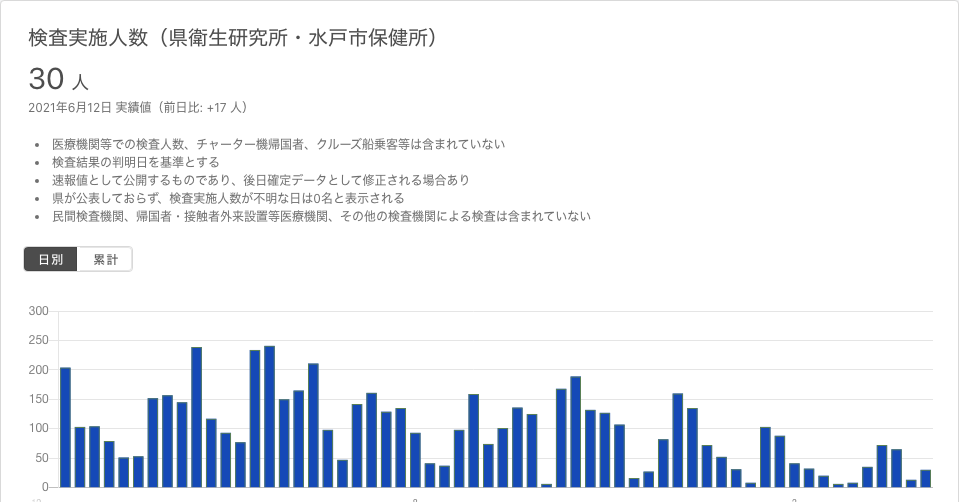 検査実施人数（県衛生研究所・水戸市保健所）
30 人
2021年6月12日 実績値（前日比: +17 人）
• 医療機関等での検査人数、チャーター機帰国者、クルーズ船乗客等は含まれていない
• 検査結果の判明日を基準とする
• 速報値として公開するものであり、後日確定データとして修正される場合あり
• 県が公表しておらず、検査実施人数が不明な日は0名と表示される
• 民間検査機関、帰国者・接触者外来設置等医療機関、その他の検査機関による検査は含まれていない
日別 累計
300
250
200
150
100
50
0